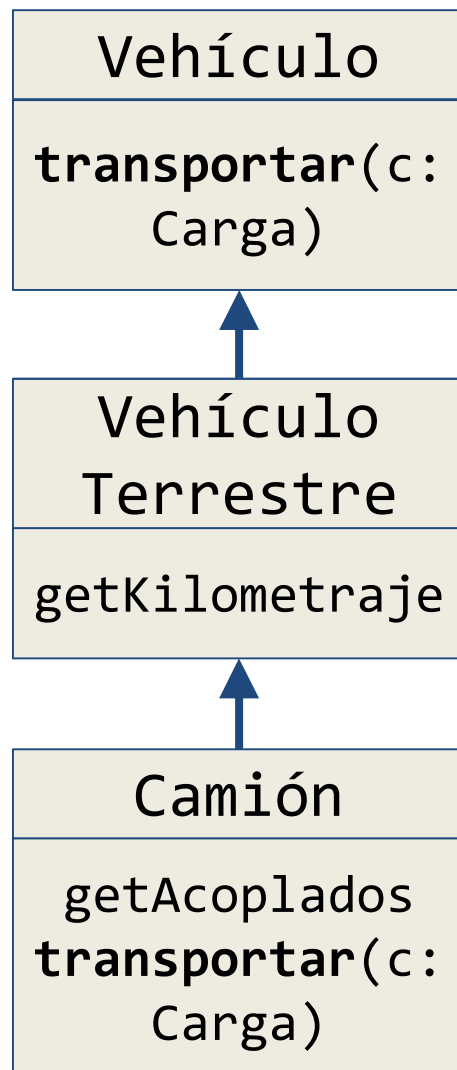 Vehículo
transportar(c:
Carga)
Vehículo
Terrestre
getKilometraje
Camión
getAcoplados
transportar(c:
Carga)